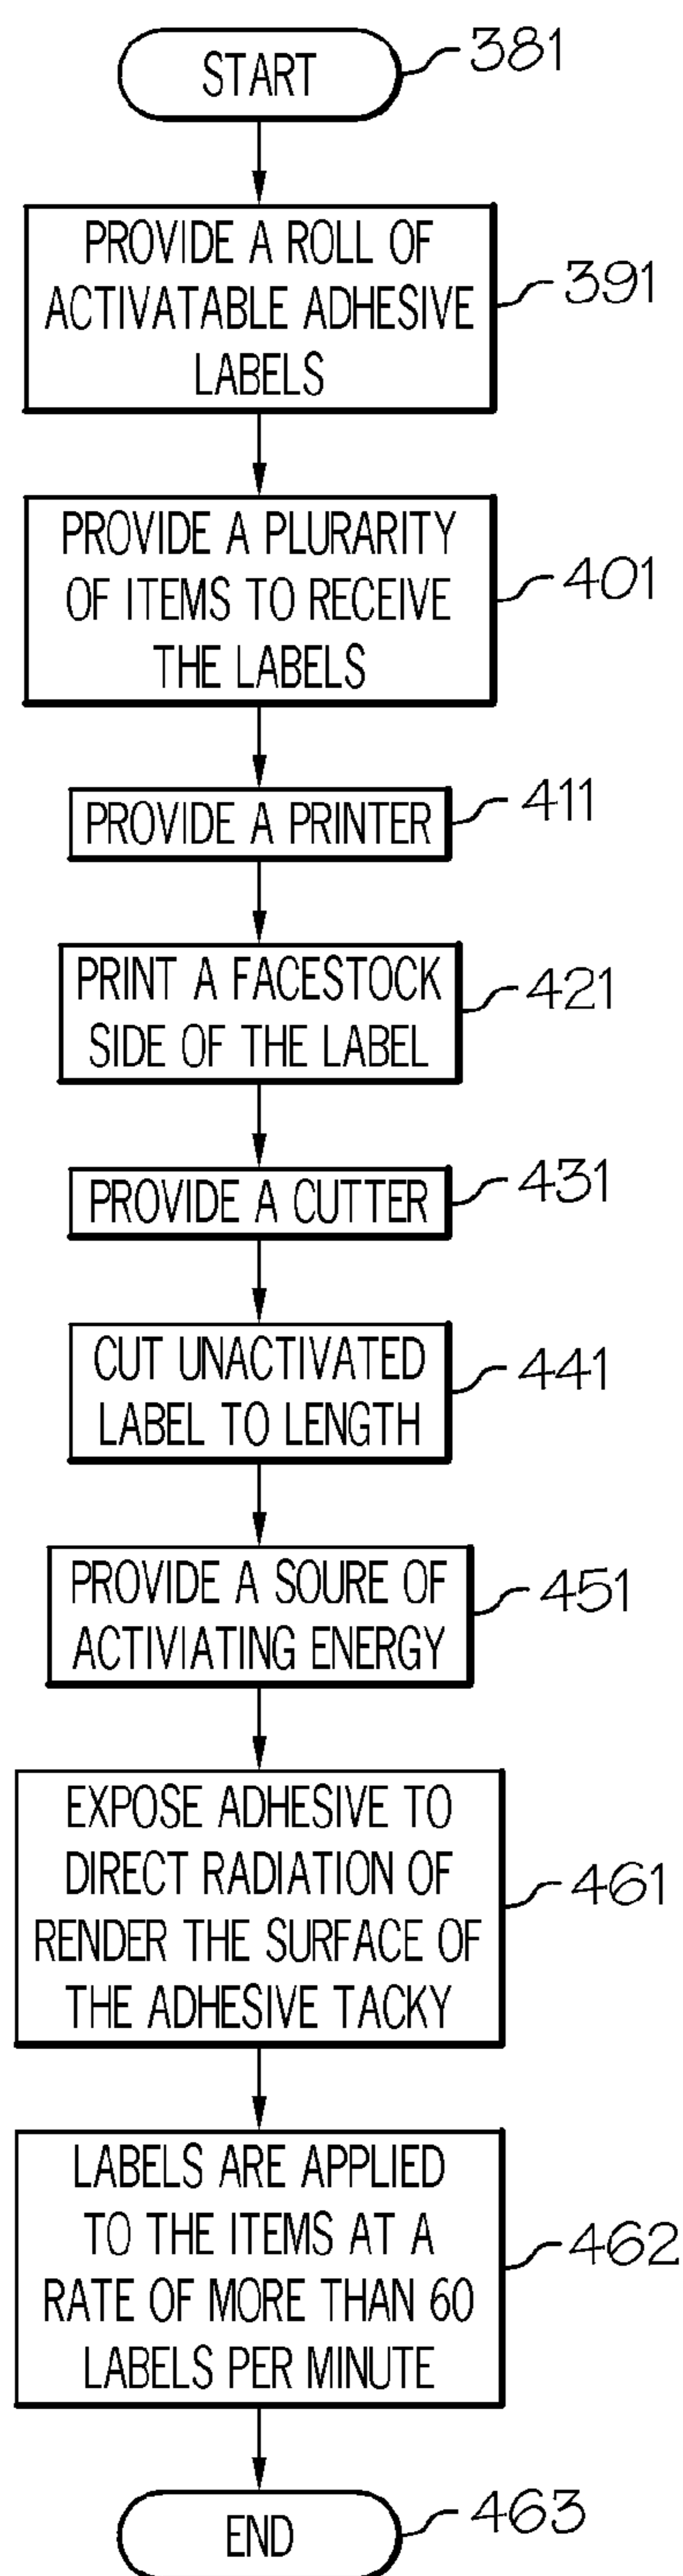 START
381
PROVIDE A ROLL OF
ACTIVATABLE ADHESIVE
LABELS
391
PROVIDE A PLURARITY
OF ITEMS TO RECEIVE
THE LABELS
401
PROVIDE A PRINTER
411
PRINT A FACESTOCK
SIDE OF THE LABEL
421
PROVIDE A CUTTER
431
CUT UNACTIVATED
LABEL TO LENGTH
441
PROVIDE A SOURE OF
ACTIVIATING ENERGY
451
EXPOSE ADHESIVE TO
DIRECT RADIATION OF
RENDER THE SURFACE OF
THE ADHESIVE TACKY
461
LABELS ARE APPLIED
TO THE ITEMS AT A
RATE OF MORE THAN 60
LABELS PER MINUTE
462
END
463